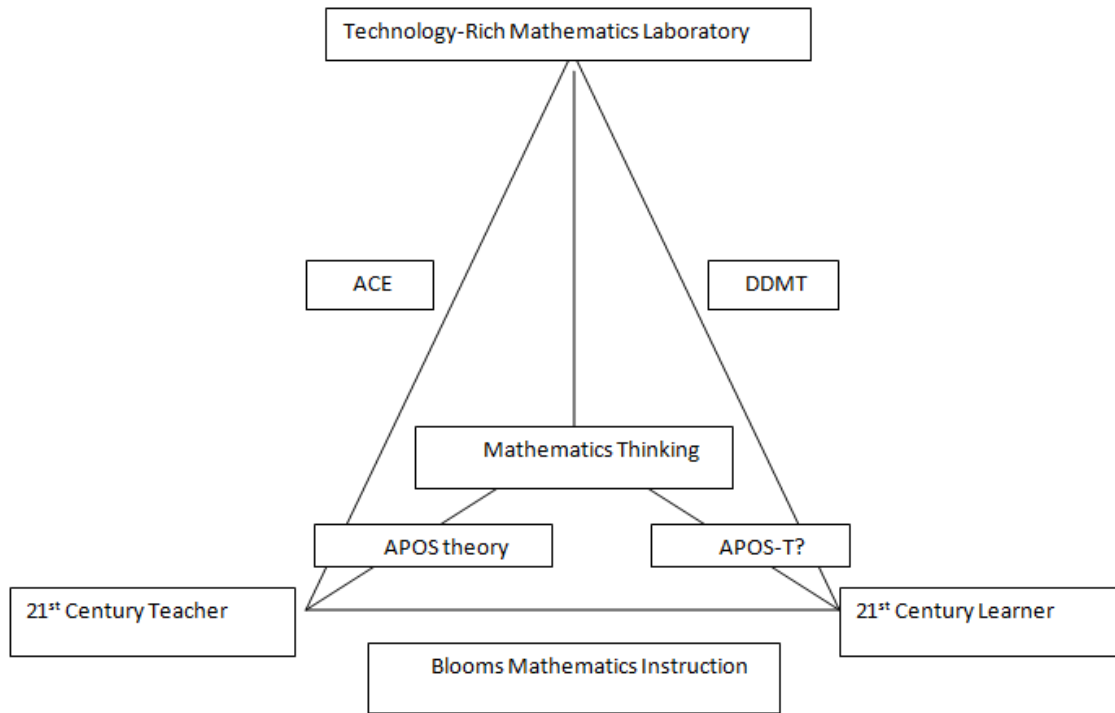 Technology-Rich Mathematics Laboratory
ACE
DDMT
Mathematics Thinking
APOS theory
APOS-T?
21st Century Teacher
21st Century Learner
Blooms Mathematics Instruction